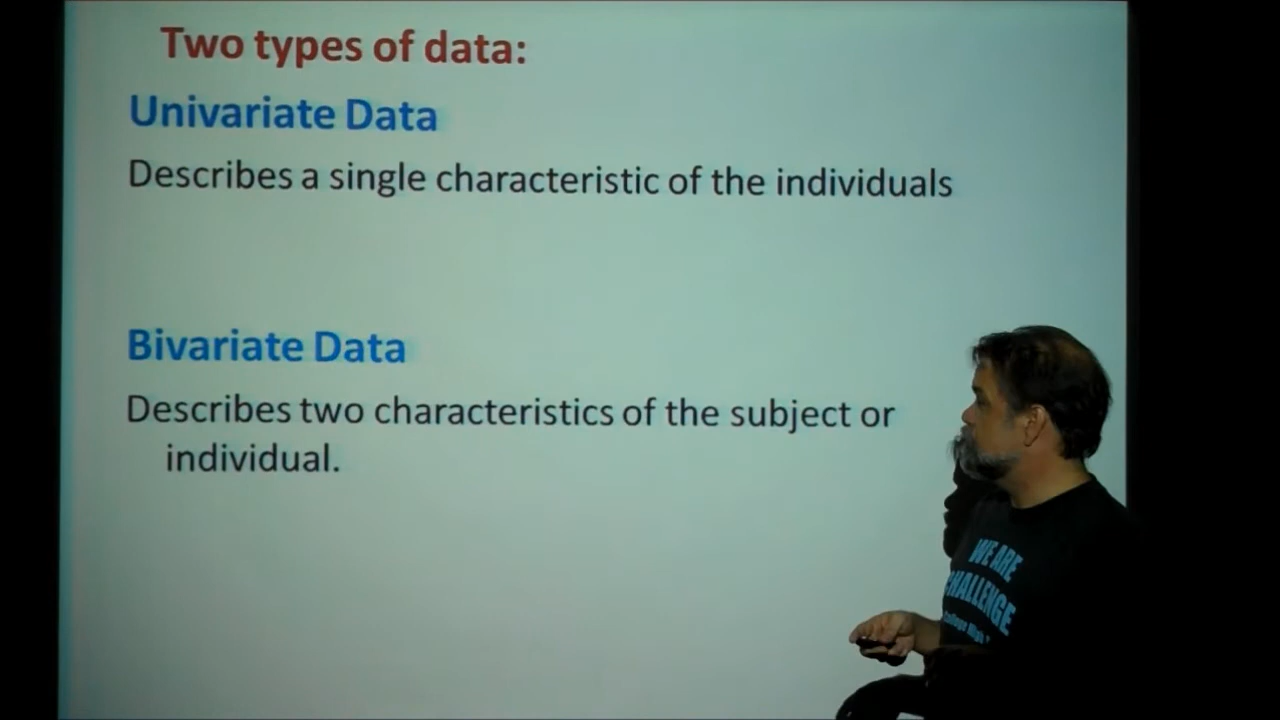 Two types of data:
Univariate Data
Describes a single characteristic of the individuals
Bivariate Data
Describes two characteristics of the subject or
individual.
WE ARE
CHALLENGE